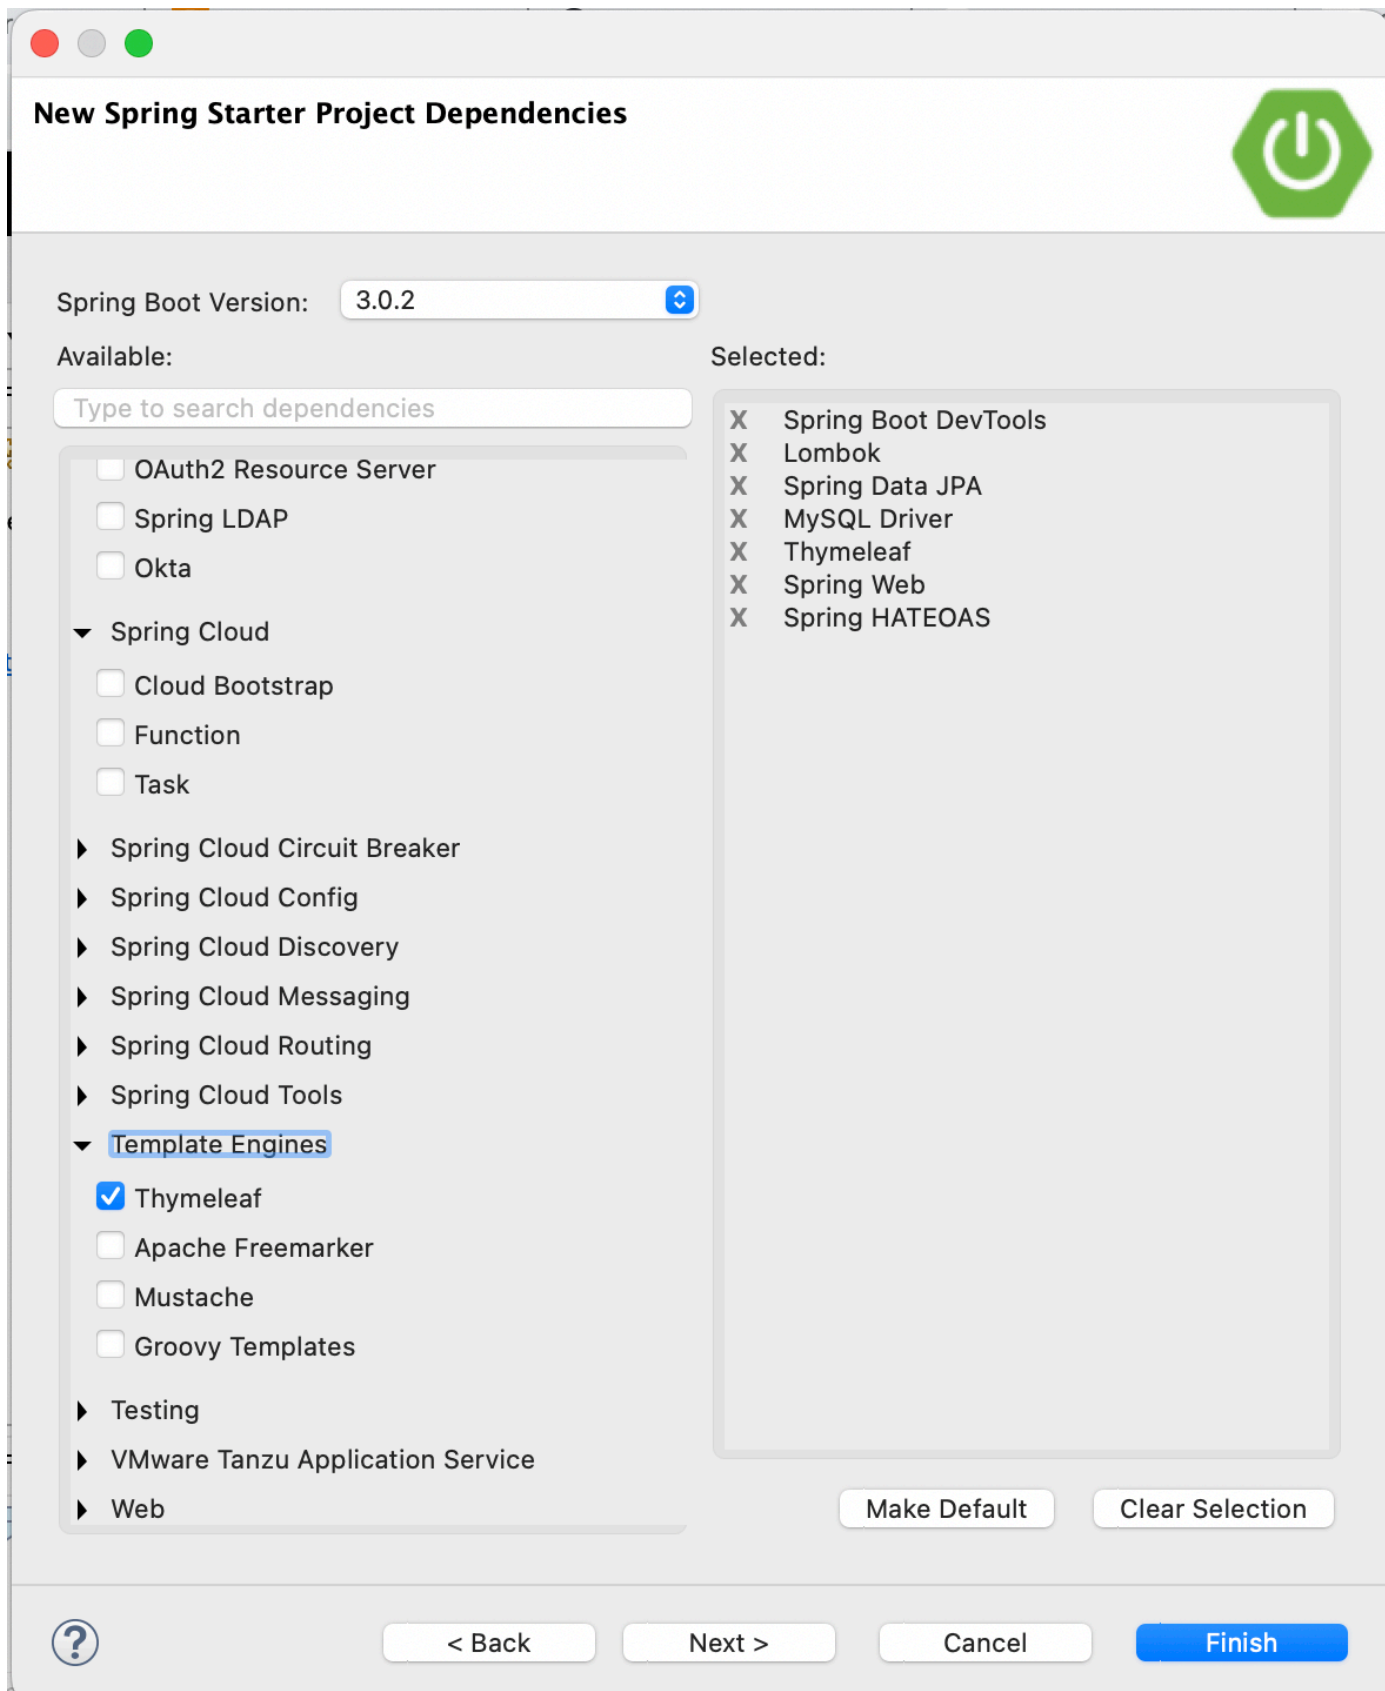 New Spring Starter Project Dependencies
Spring Boot Version:
3.0.2
Available:
Type to search dependencies
OAuth2 Resource Server
Spring LDAP
Okta
Spring Cloud
Cloud Bootstrap
Function
Task
Spring Cloud Circuit Breaker
Spring Cloud Config
Spring Cloud Discovery
Spring Cloud Messaging
Spring Cloud Routing
Spring Cloud Tools
Template Engines
Thymeleaf
Apache Freemarker
Mustache
Groovy Templates
Testing
VMware Tanzu Application Service
Web
Selected:
X Spring Boot DevTools
X Lombok
X Spring Data JPA
X MySQL Driver
X Thymeleaf
X Spring Web
X Spring HATEOAS
Make Default
Clear Selection
?
< Back
Next >
Cancel
Finish